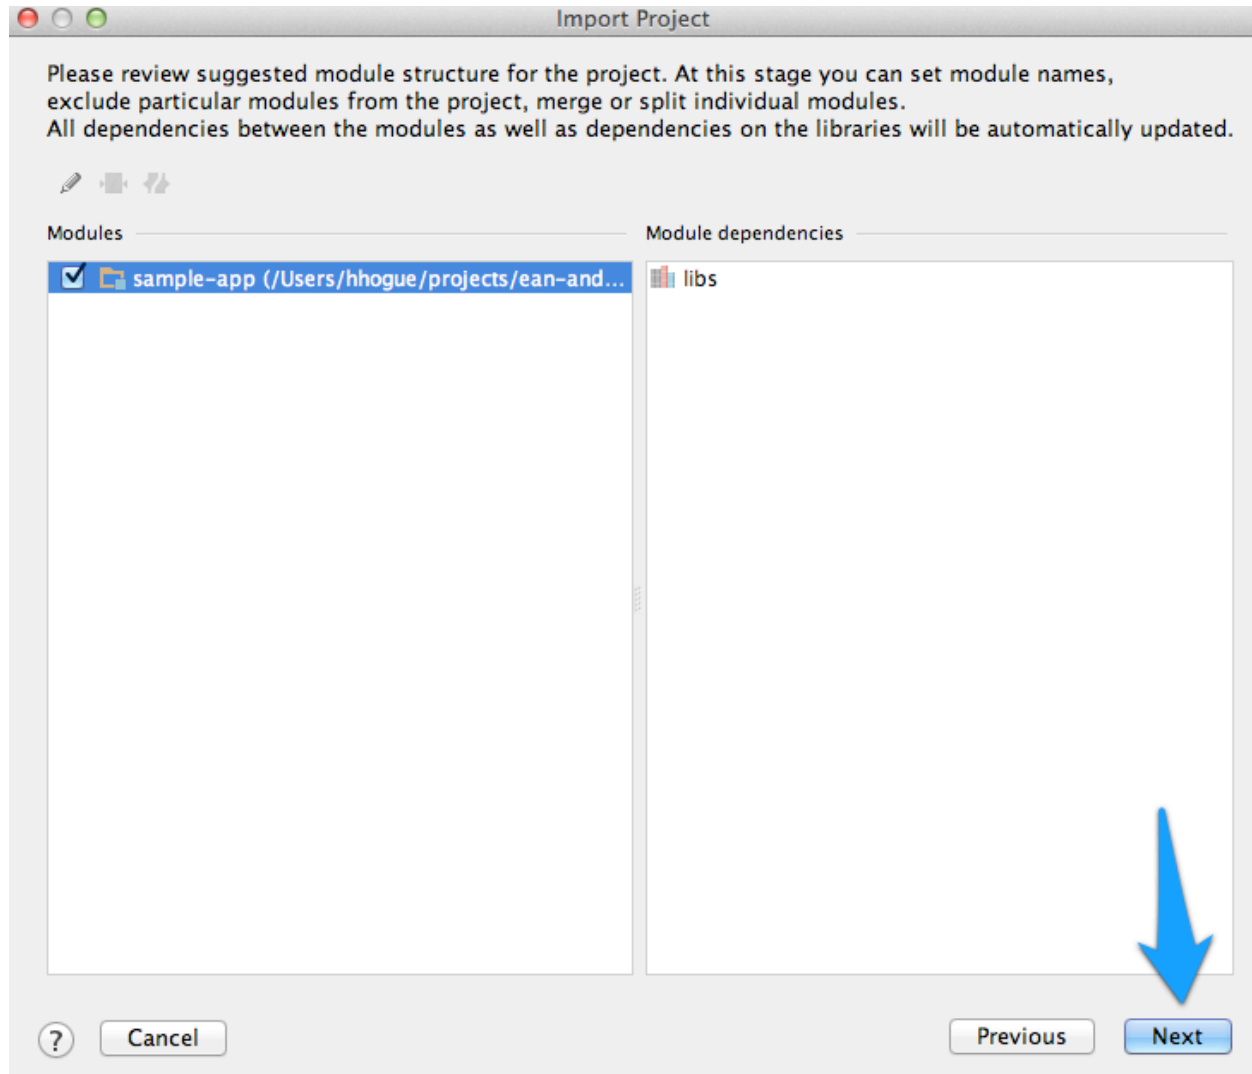 Import Project
Please review suggested module structure for the project. At this stage you can set module names,
exclude particular modules from the project, merge or split individual modules.
All dependencies between the modules as well as dependencies on the libraries will be automatically updated.
Modules
Module dependencies
sample-app (/Users/hhogue/projects/ean-and...
libs
?
Cancel
Previous
Next